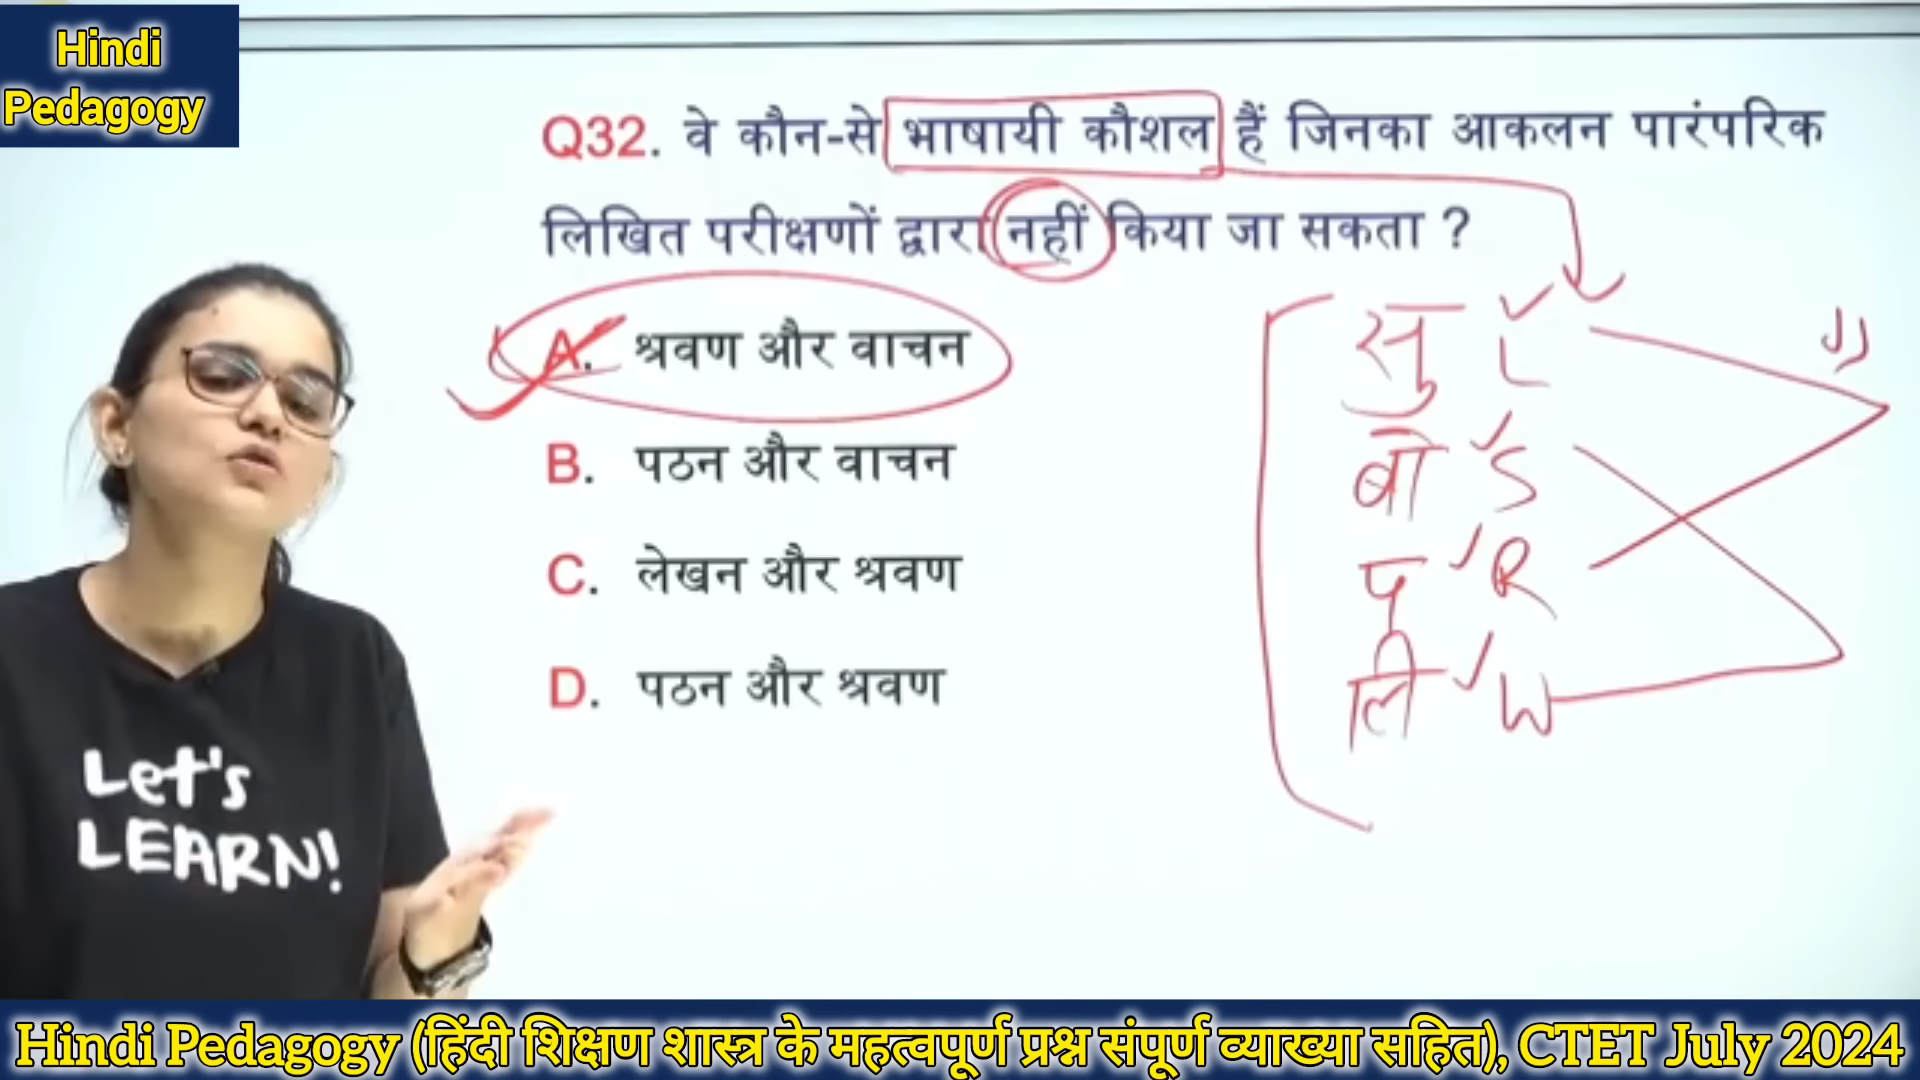 Hindi
Pedagogy
Q32. वे कौन-से भाषायी कौशल हैं जिनका आकलन पारंपरिक
लिखित परीक्षणों द्वारा नहीं किया जा सकता ?
A. श्रवण और वाचन
B. पठन और वाचन
C. लेखन और श्रवण
D. पठन और श्रवण
सु L
बो S
प R
लि W
Let's
LEARN!
Hindi Pedagogy (हिंदी शिक्षण शास्त्र के महत्वपूर्ण प्रश्न संपूर्ण व्याख्या सहित), CTET July 2024